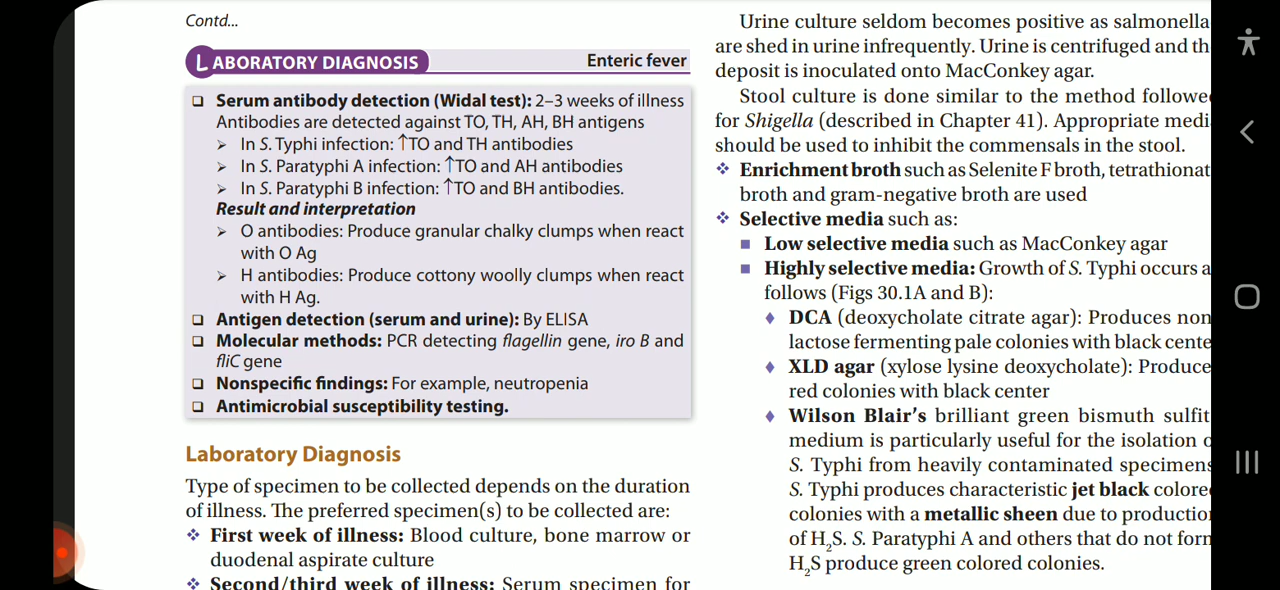 Contd...
LABORATORY DIAGNOSIS Enteric fever
❑ Serum antibody detection (Widal test): 2–3 weeks of illness
Antibodies are detected against TO, TH, AH, BH antigens
➢ In S. Typhi infection: ↑TO and TH antibodies
➢ In S. Paratyphi A infection: ↑TO and AH antibodies
➢ In S. Paratyphi B infection: ↑TO and BH antibodies.
Result and interpretation
➢ O antibodies: Produce granular chalky clumps when react
with O Ag
➢ H antibodies: Produce cottony woolly clumps when react
with H Ag.
❑ Antigen detection (serum and urine): By ELISA
❑ Molecular methods: PCR detecting flagellin gene, iro B and
fliC gene
❑ Nonspecific findings: For example, neutropenia
❑ Antimicrobial susceptibility testing.
Laboratory Diagnosis
Type of specimen to be collected depends on the duration
of illness. The preferred specimen(s) to be collected are:
❖ First week of illness: Blood culture, bone marrow or
duodenal aspirate culture
❖ Second/third week of illness: Serum specimen for
Urine culture seldom becomes positive as salmonella
are shed in urine infrequently. Urine is centrifuged and th
deposit is inoculated onto MacConkey agar.
Stool culture is done similar to the method followe
for Shigella (described in Chapter 41). Appropriate medi
should be used to inhibit the commensals in the stool.
❖ Enrichment broth such as Selenite F broth, tetrathionat
broth and gram-negative broth are used
❖ Selective media such as:
■ Low selective media such as MacConkey agar
■ Highly selective media: Growth of S. Typhi occurs a
follows (Figs 30.1A and B):
♦ DCA (deoxycholate citrate agar): Produces non
lactose fermenting pale colonies with black cente
♦ XLD agar (xylose lysine deoxycholate): Produce
red colonies with black center
♦ Wilson Blair's brilliant green bismuth sulfit
medium is particularly useful for the isolation o
S. Typhi from heavily contaminated specimens
S. Typhi produces characteristic jet black colore
colonies with a metallic sheen due to production
of H₂S. S. Paratyphi A and others that do not form
H₂S produce green colored colonies.